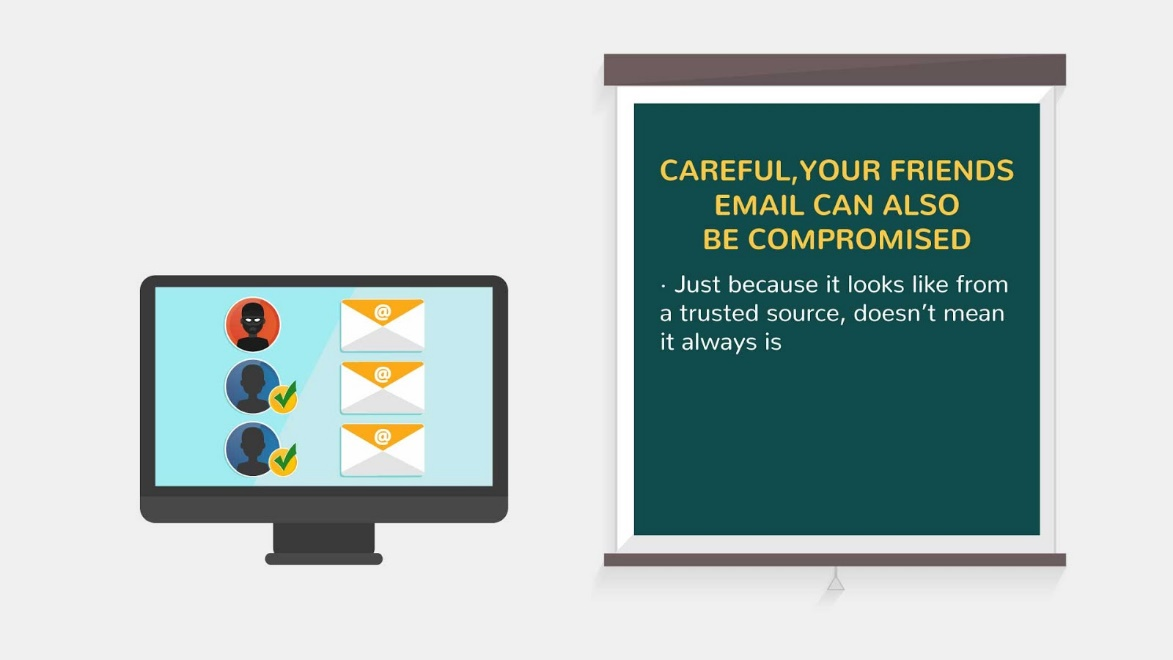 @
@
@
CAREFUL,YOUR FRIENDS
EMAIL CAN ALSO
BE COMPROMISED
· Just because it looks like from
a trusted source, doesn’t mean
it always is